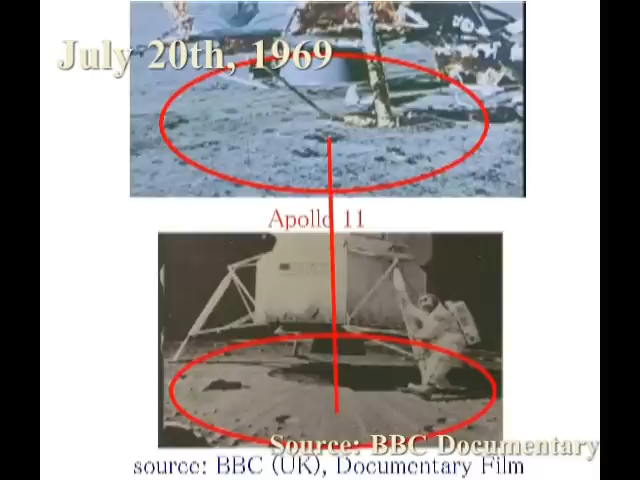 July 20th, 1969
Apollo 11
Source: BBC Documentary
source: BBC (UK), Documentary Film